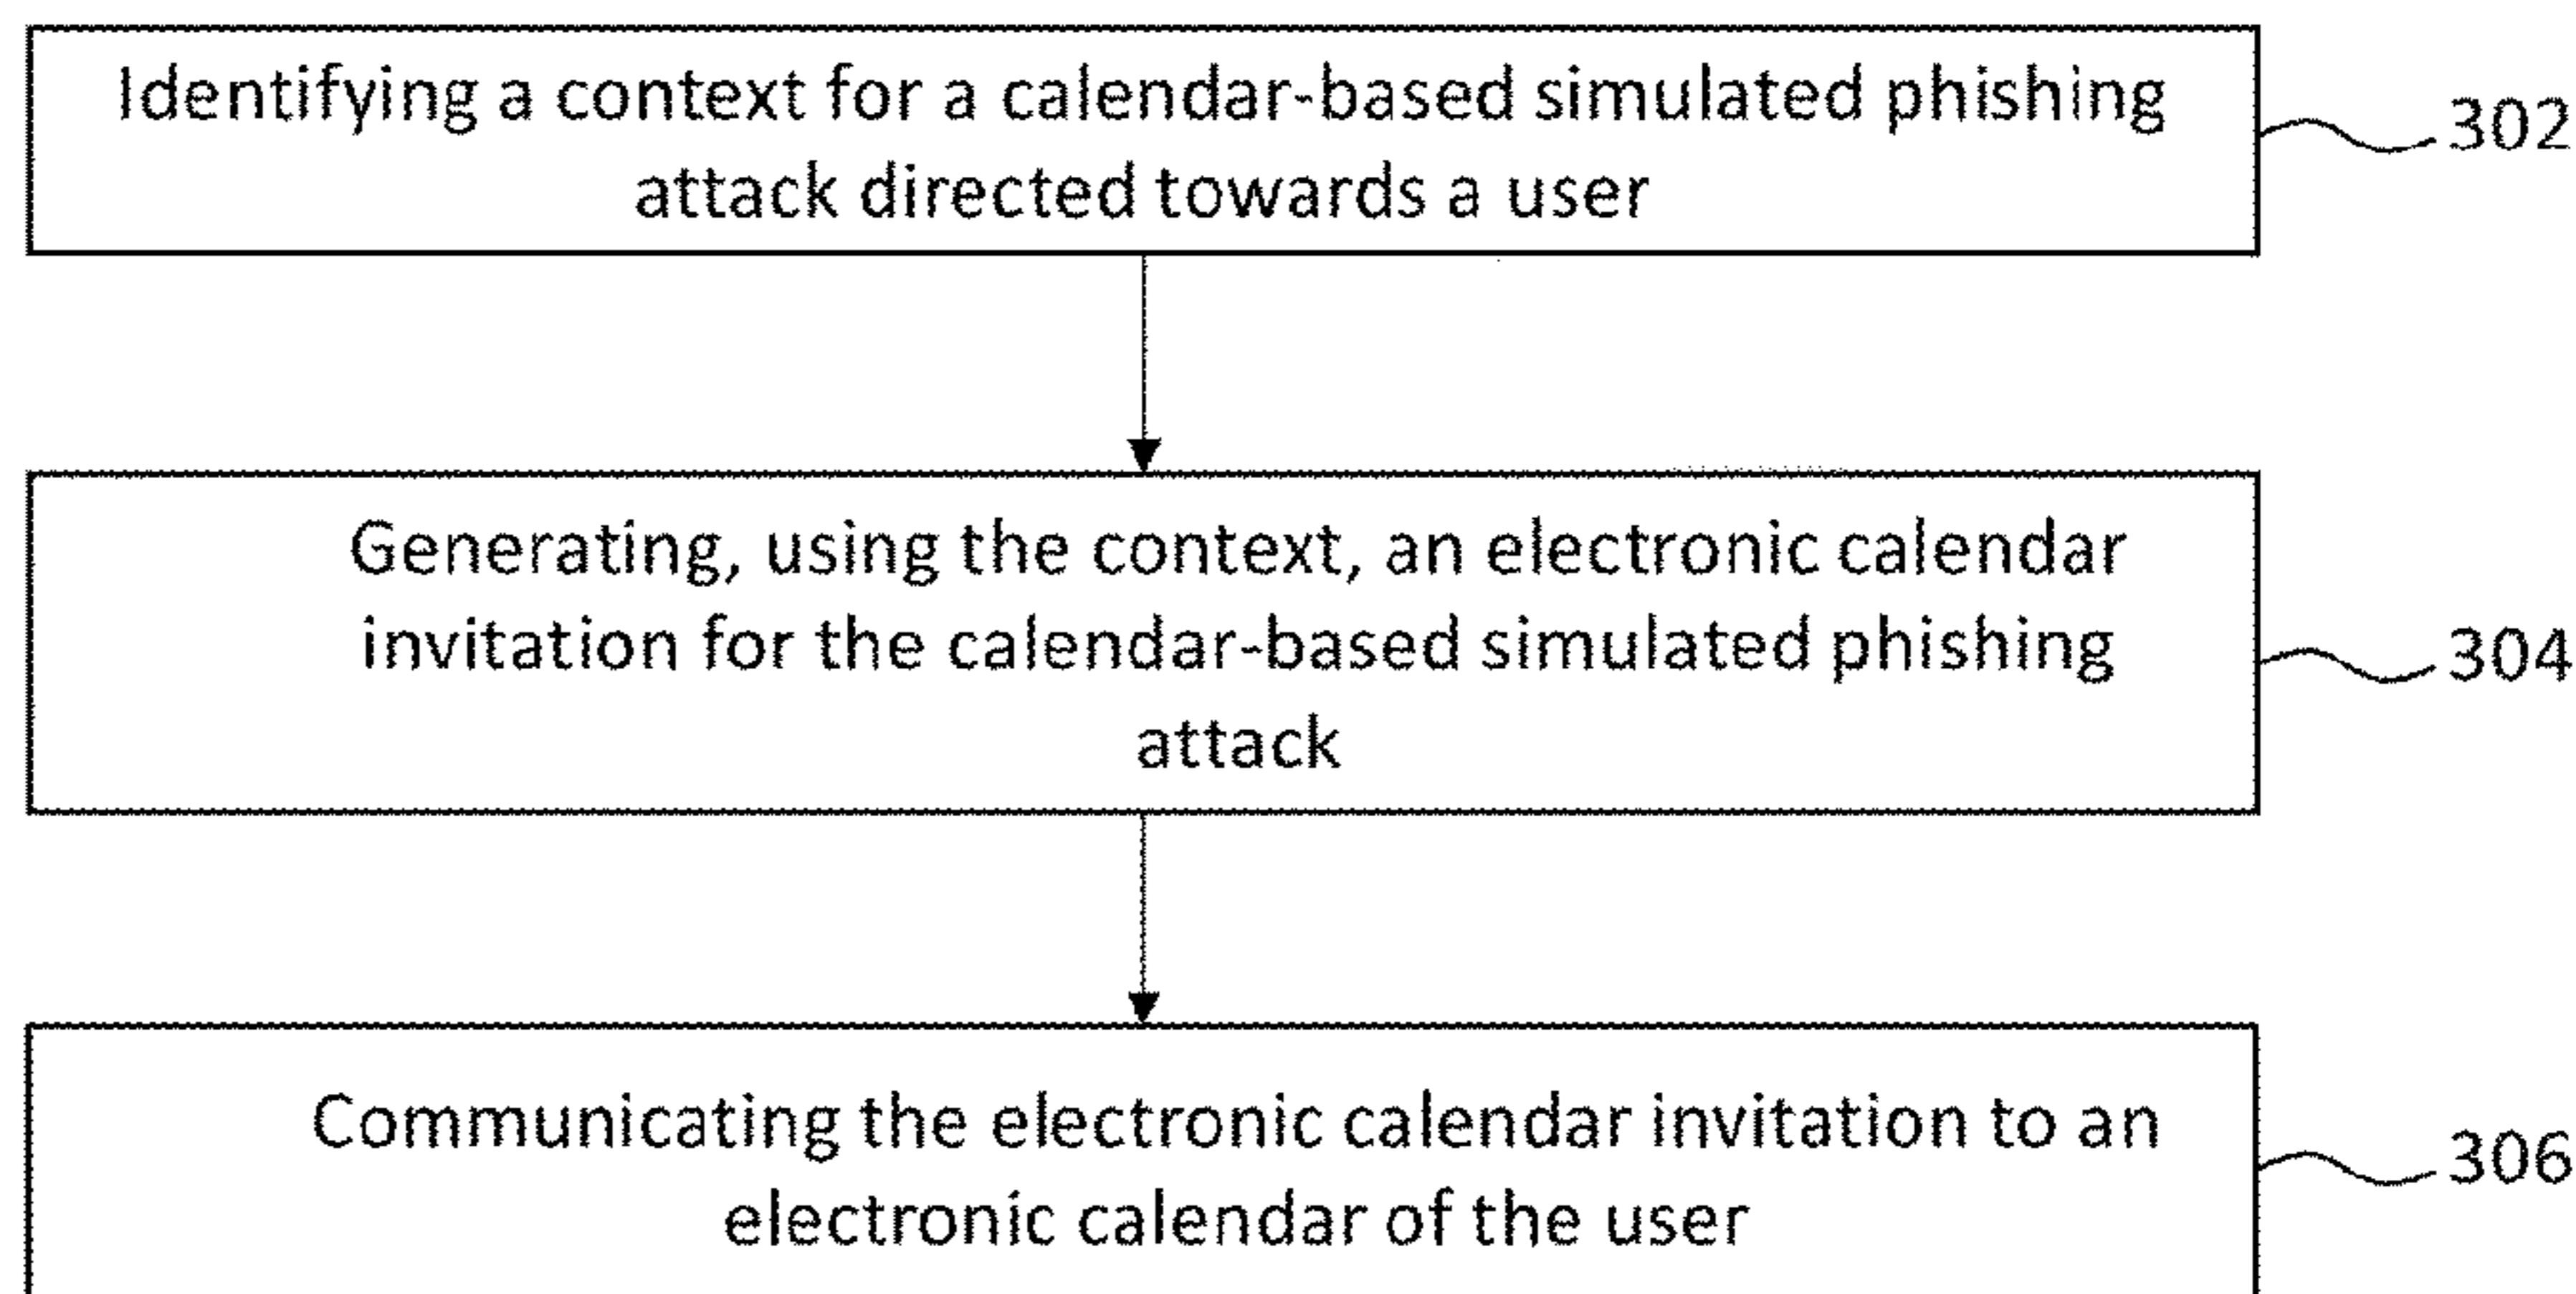 Identifying a context for a calendar-based simulated phishing
attack directed towards a user
302
Generating, using the context, an electronic calendar
invitation for the calendar-based simulated phishing
attack
304
Communicating the electronic calendar invitation to an
electronic calendar of the user
306